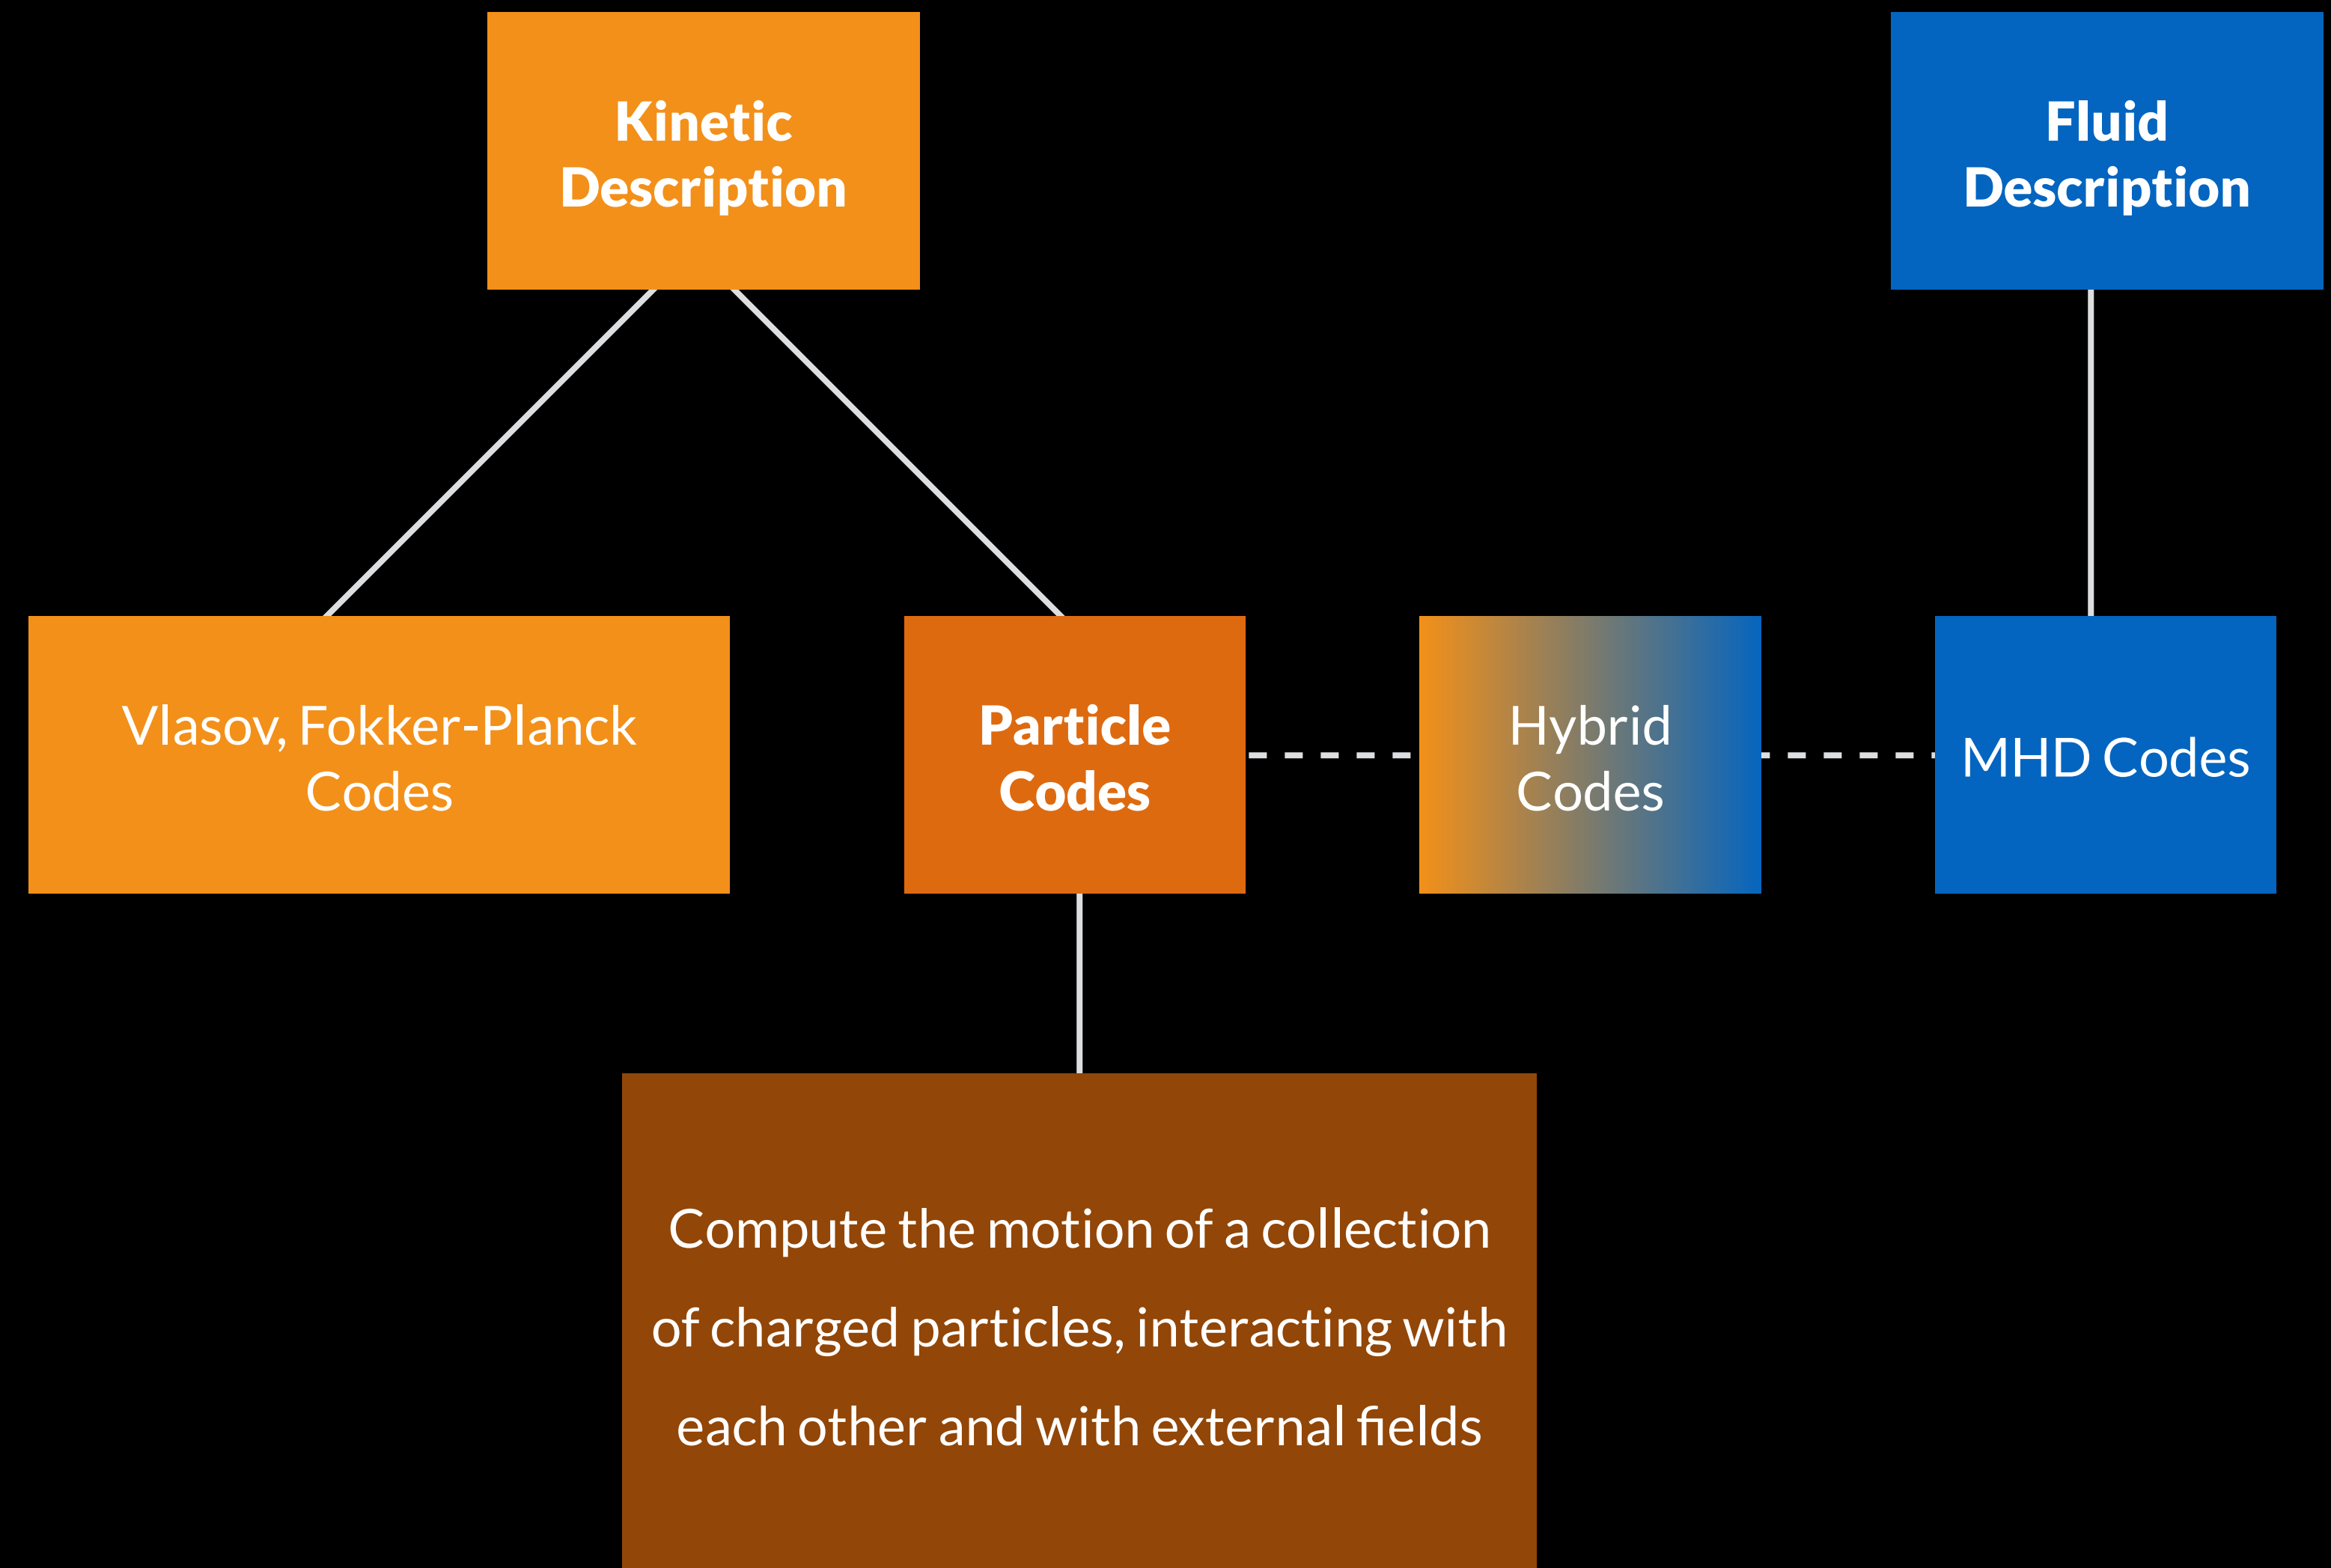 Kinetic
Description
Fluid
Description
Vlasov, Fokker-Planck
Codes
Particle
Codes
Hybrid
Codes
MHD Codes
Compute the motion of a collection
of charged particles, interacting with
each other and with external fields